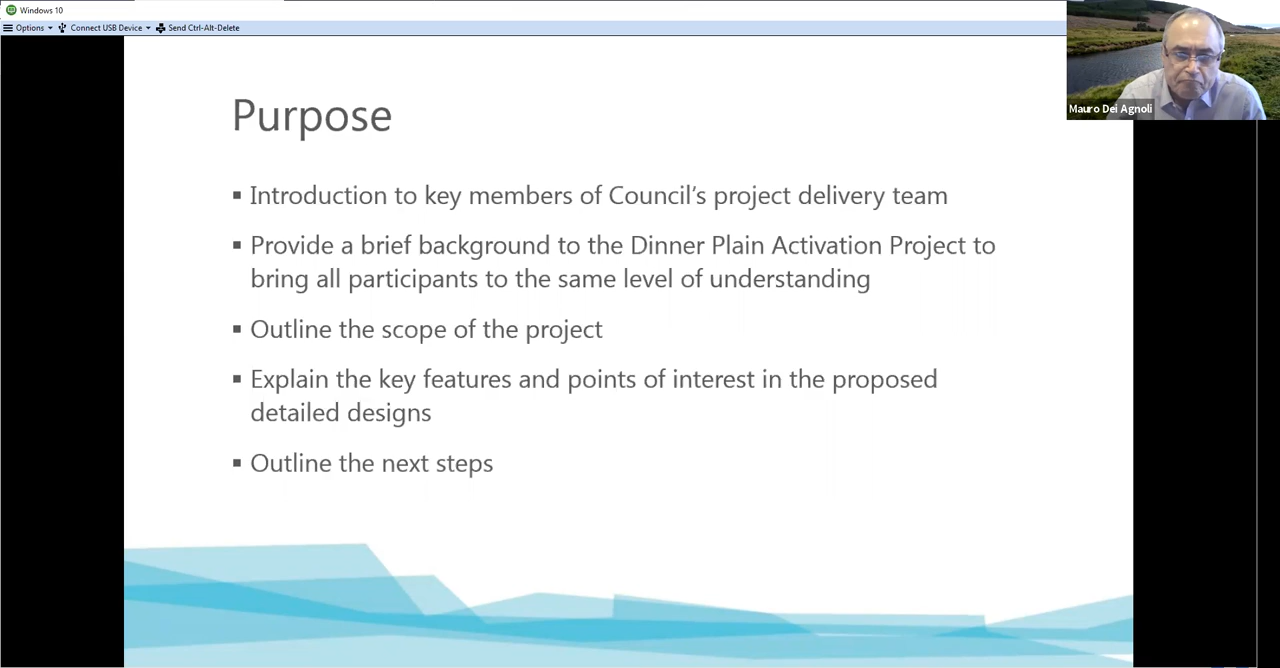 Windows 10
Options Connect USB Device Send Ctrl-Alt-Delete
Mauro Dei Agnoli
Purpose
▪ Introduction to key members of Council's project delivery team
▪ Provide a brief background to the Dinner Plain Activation Project to
bring all participants to the same level of understanding
▪ Outline the scope of the project
▪ Explain the key features and points of interest in the proposed
detailed designs
▪ Outline the next steps